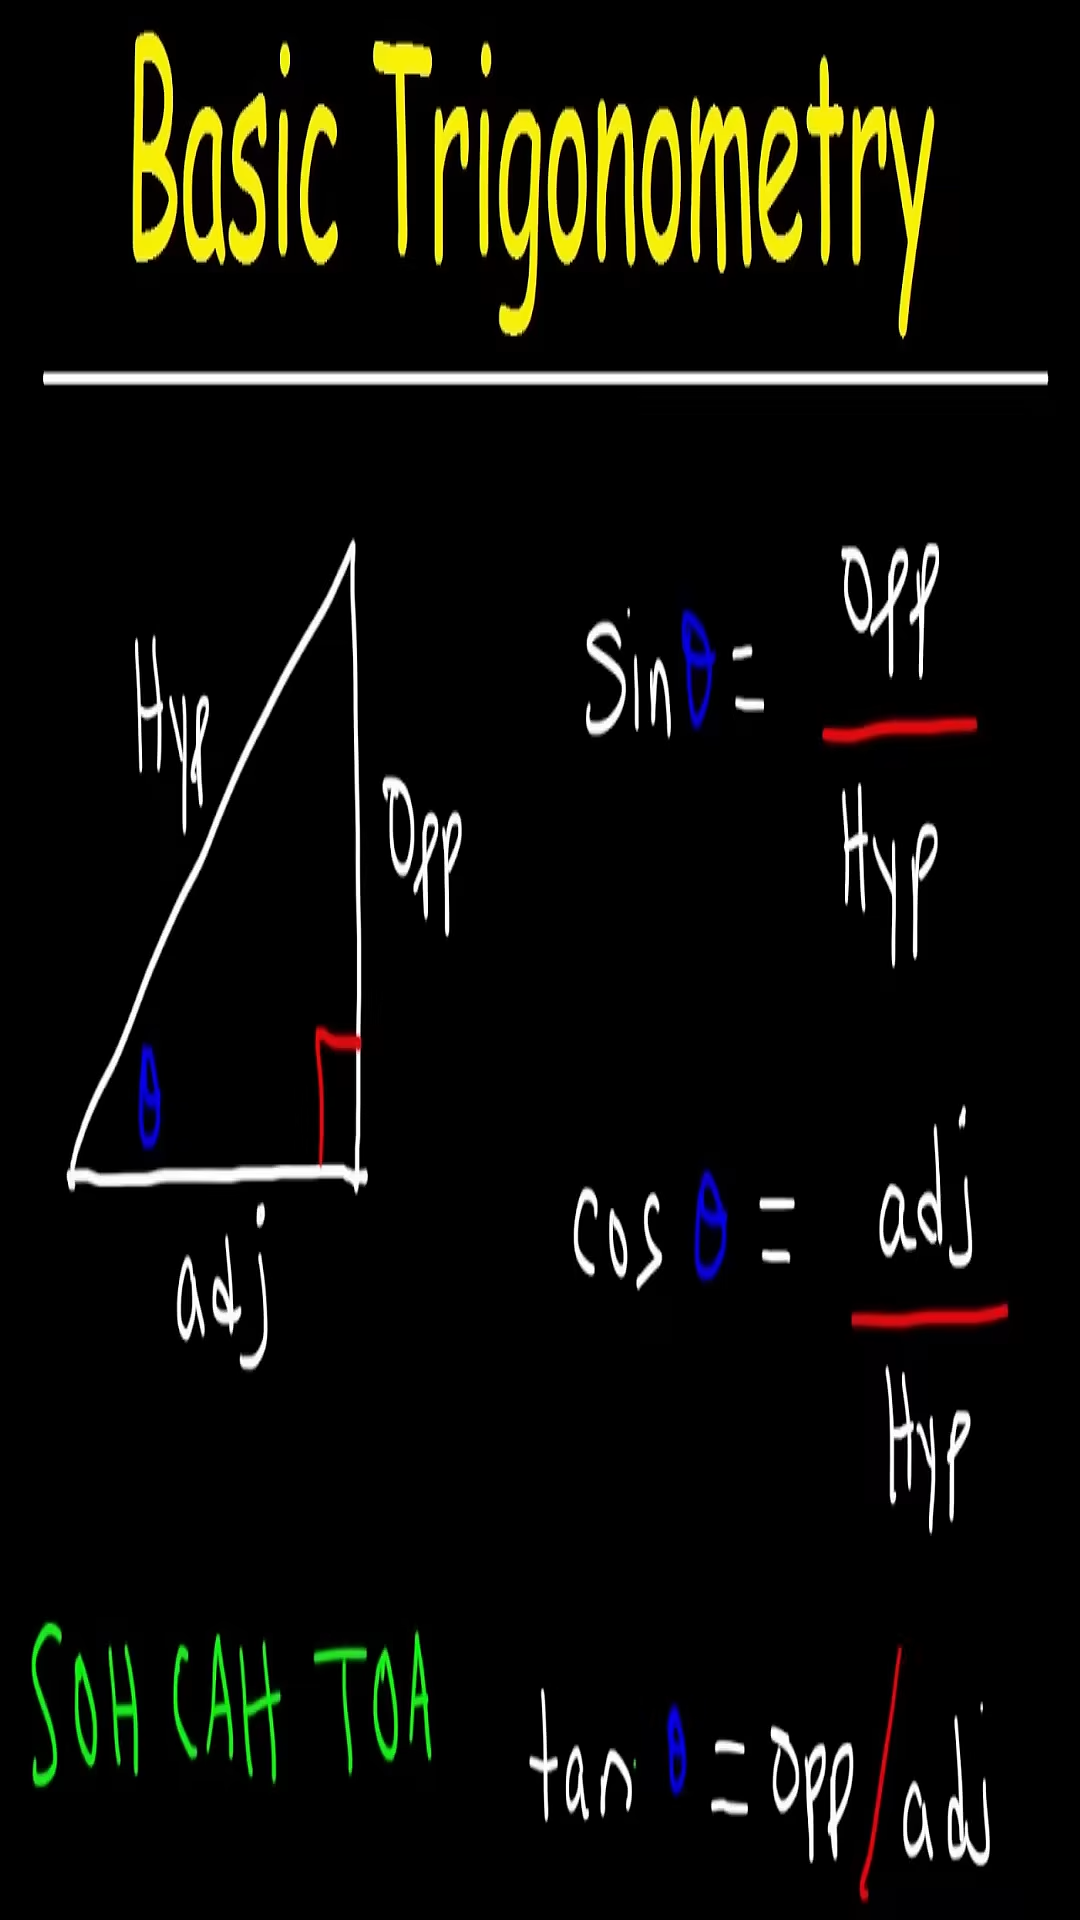 Basic Trigonometry
Hyp
Opp
θ
adj
Sin θ = Opp / Hyp
cos θ = adj / Hyp
SOH CAH TOA
tan θ = Opp / adj